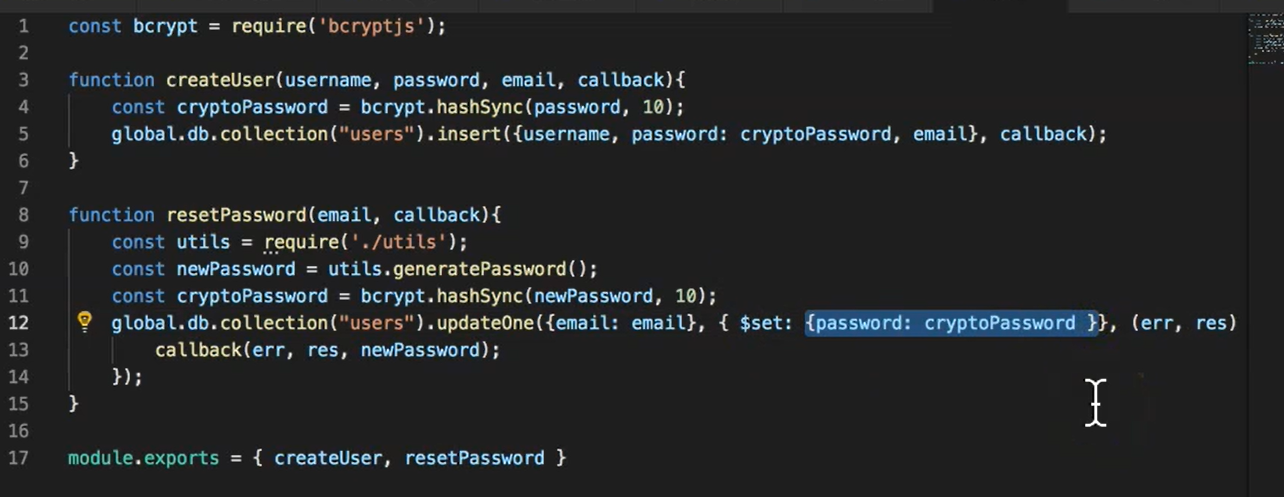 1 const bcrypt = require('bcryptjs');
2
3 function createUser(username, password, email, callback){
4 const cryptoPassword = bcrypt.hashSync(password, 10);
5 global.db.collection("users").insert({username, password: cryptoPassword, email}, callback);
6 }
7
8 function resetPassword(email, callback){
9 const utils = require('./utils');
10 const newPassword = utils.generatePassword();
11 const cryptoPassword = bcrypt.hashSync(newPassword, 10);
12 global.db.collection("users").updateOne({email: email}, { $set: {password: cryptoPassword }}, (err, res)
13 callback(err, res, newPassword);
14 });
15 }
16
17 module.exports = { createUser, resetPassword }